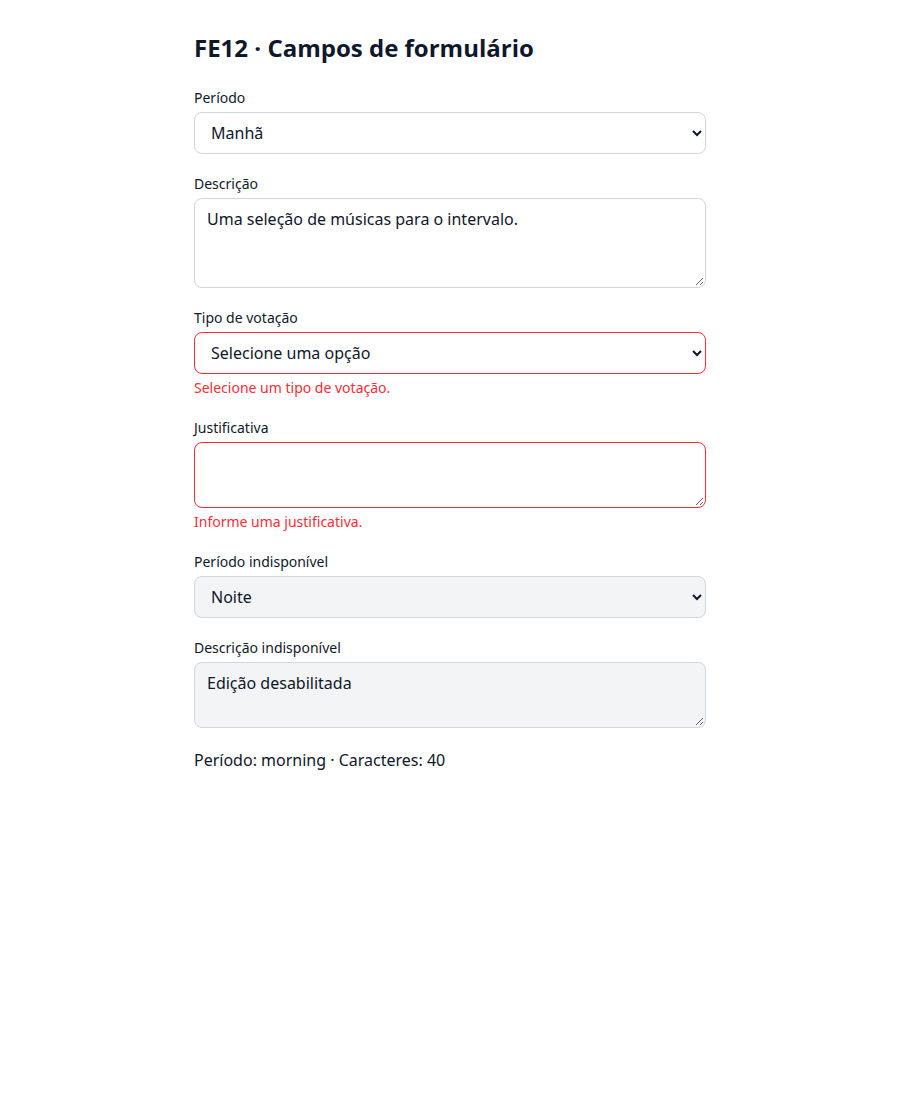 FE12 · Campos de formulário
Período
Manhã
Descrição
Uma seleção de músicas para o intervalo.
Tipo de votação
Selecione uma opção
Selecione um tipo de votação.
Justificativa
Informe uma justificativa.
Período indisponível
Noite
Descrição indisponível
Edição desabilitada
Período: morning · Caracteres: 40